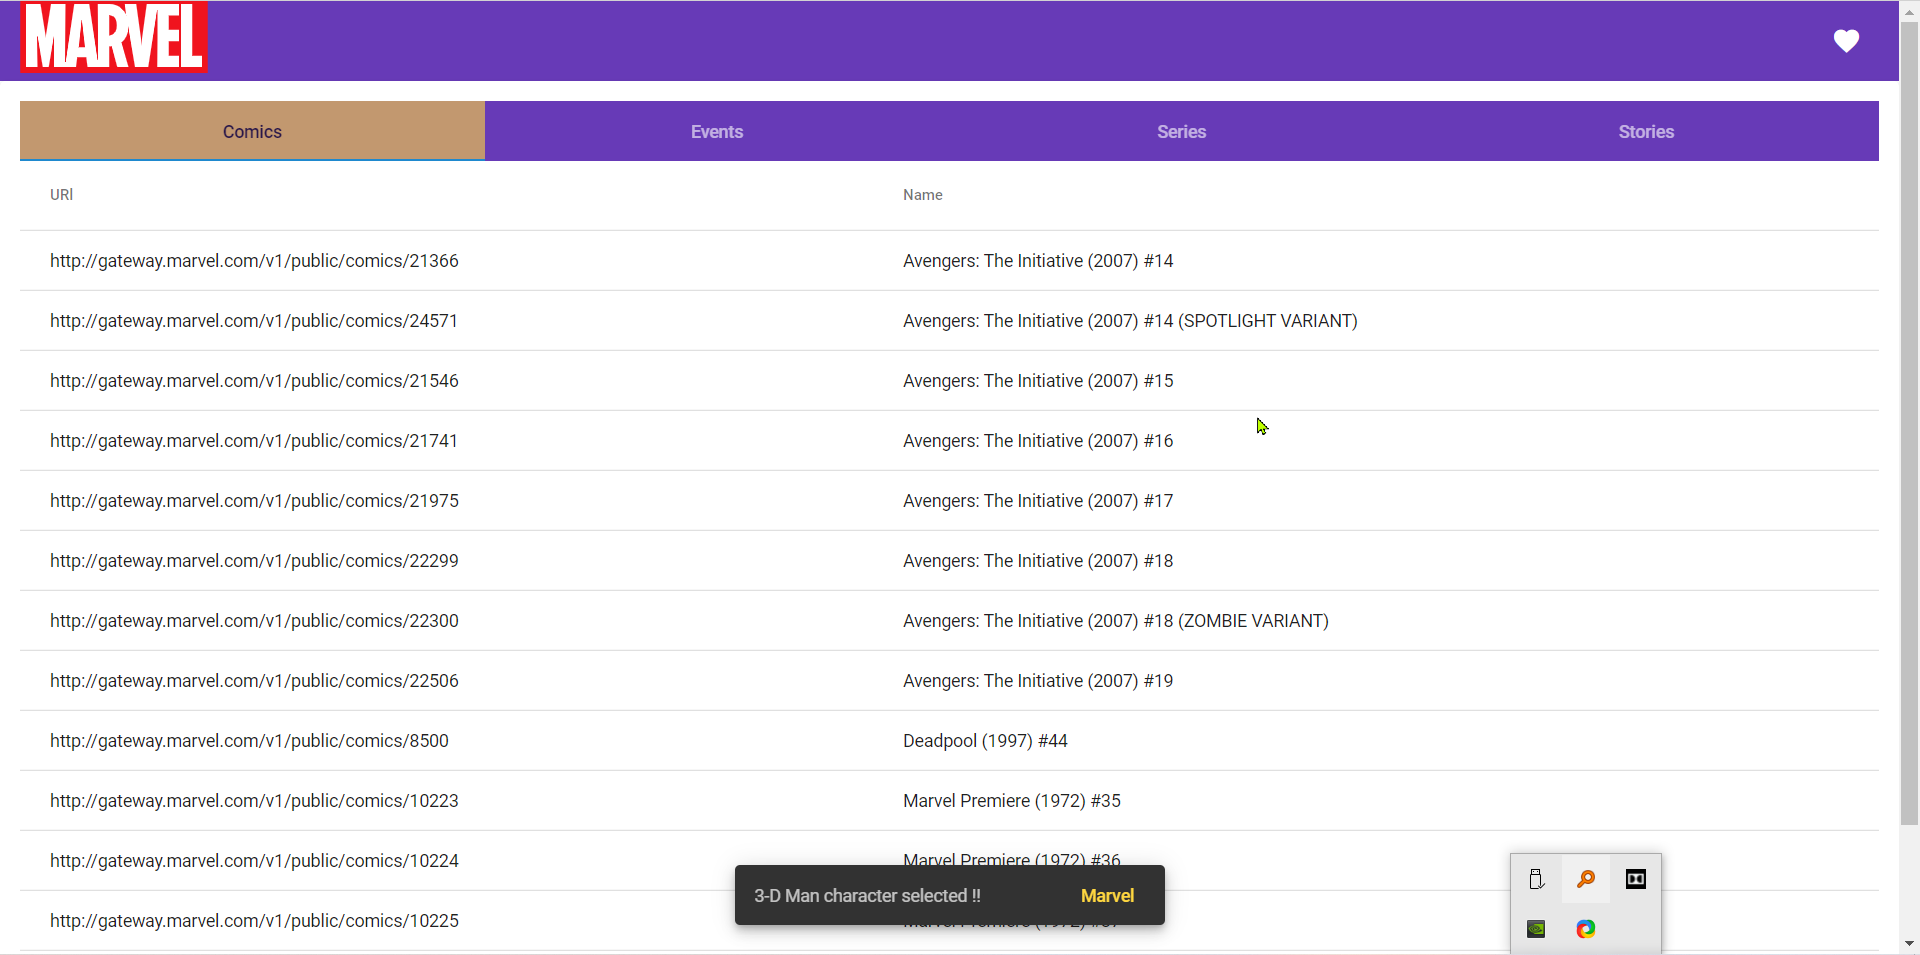 MARVEL
Comics Events Series Stories
URl Name
http://gateway.marvel.com/v1/public/comics/21366 Avengers: The Initiative (2007) #14
http://gateway.marvel.com/v1/public/comics/24571 Avengers: The Initiative (2007) #14 (SPOTLIGHT VARIANT)
http://gateway.marvel.com/v1/public/comics/21546 Avengers: The Initiative (2007) #15
http://gateway.marvel.com/v1/public/comics/21741 Avengers: The Initiative (2007) #16
http://gateway.marvel.com/v1/public/comics/21975 Avengers: The Initiative (2007) #17
http://gateway.marvel.com/v1/public/comics/22299 Avengers: The Initiative (2007) #18
http://gateway.marvel.com/v1/public/comics/22300 Avengers: The Initiative (2007) #18 (ZOMBIE VARIANT)
http://gateway.marvel.com/v1/public/comics/22506 Avengers: The Initiative (2007) #19
http://gateway.marvel.com/v1/public/comics/8500 Deadpool (1997) #44
http://gateway.marvel.com/v1/public/comics/10223 Marvel Premiere (1972) #35
http://gateway.marvel.com/v1/public/comics/10224 Marvel Premiere (1972) #36
3-D Man character selected !! Marvel
http://gateway.marvel.com/v1/public/comics/10225